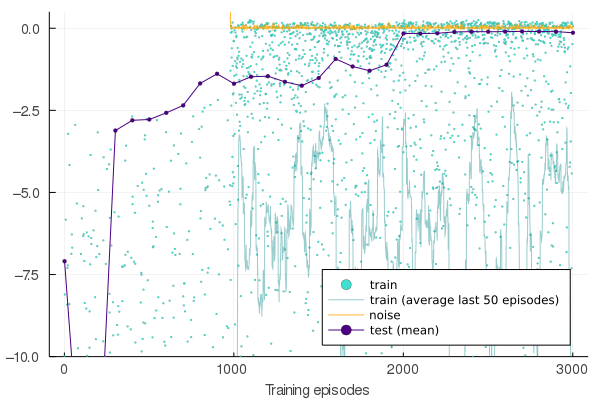 0.0
−2.5
−5.0
−7.5
−10.0
train
train (average last 50 episodes)
noise
test (mean)
0
1000
2000
3000
Training episodes